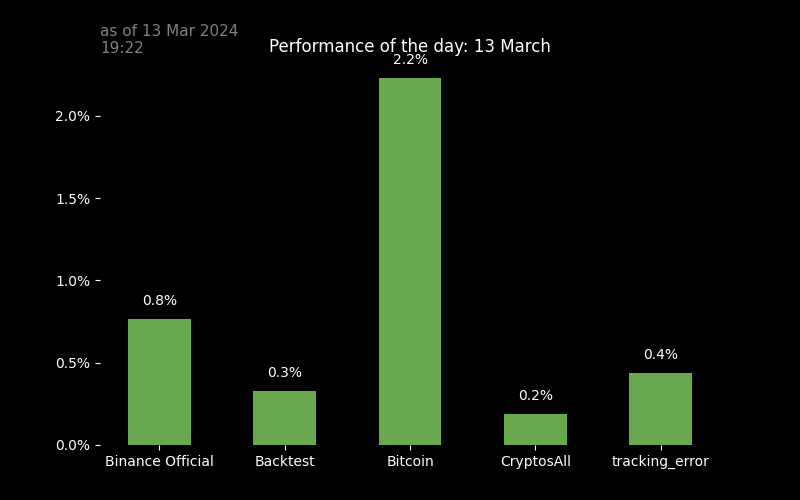 as of 13 Mar 2024
19:22
Performance of the day: 13 March
2.2%
2.0%
1.5%
1.0%
0.8%
0.5%
0.4%
0.3%
0.2%
0.0%
Binance Official
Backtest
Bitcoin
CryptosAll
tracking_error